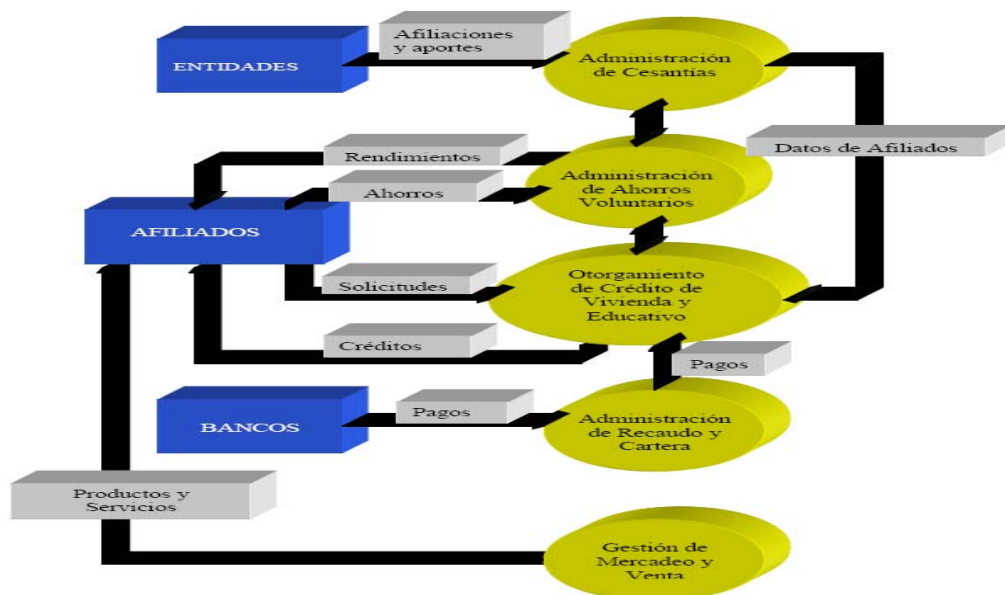 Afiliaciones
y aportes
ENTIDADES
Administración
de Cesantías
Datos de Afiliados
Rendimientos
Ahorros
Administración
de Ahorros
Voluntarios
AFILIADOS
Solicitudes
Otorgamiento
de Crédito de
Vivienda y
Educativo
Créditos
Pagos
BANCOS
Pagos
Administración
de Recaudo y
Cartera
Productos y
Servicios
Gestión de
Mercadeo y
Venta